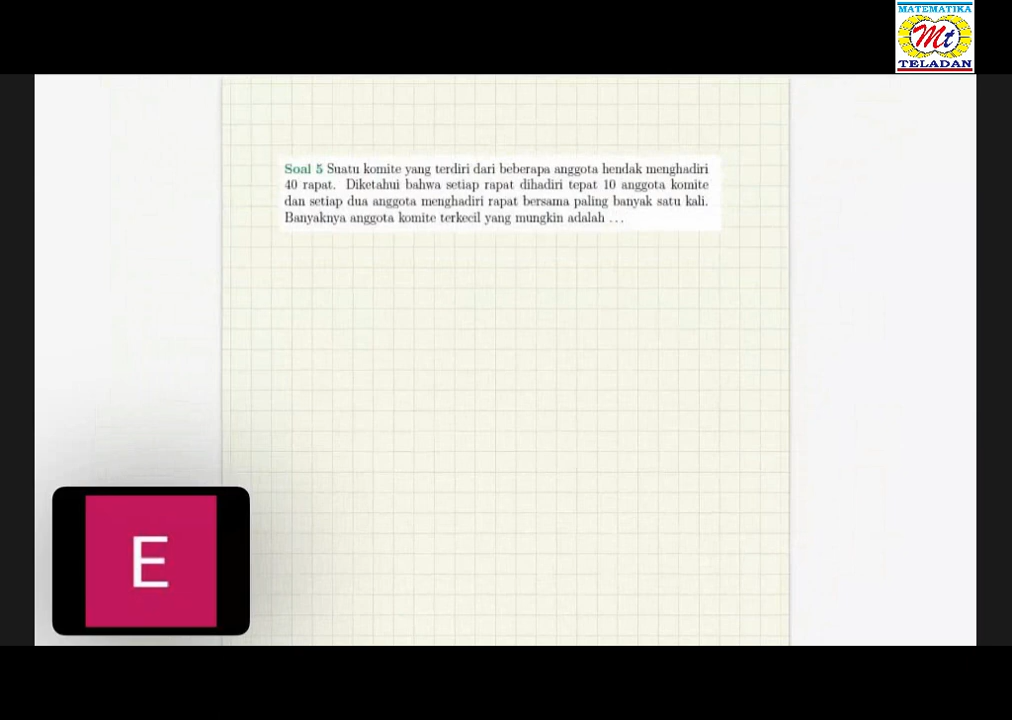 MATEMATIKA
Mt
TELADAN
Soal 5 Suatu komite yang terdiri dari beberapa anggota hendak menghadiri
40 rapat. Diketahui bahwa setiap rapat dihadiri tepat 10 anggota komite
dan setiap dua anggota menghadiri rapat bersama paling banyak satu kali.
Banyaknya anggota komite terkecil yang mungkin adalah ...
E